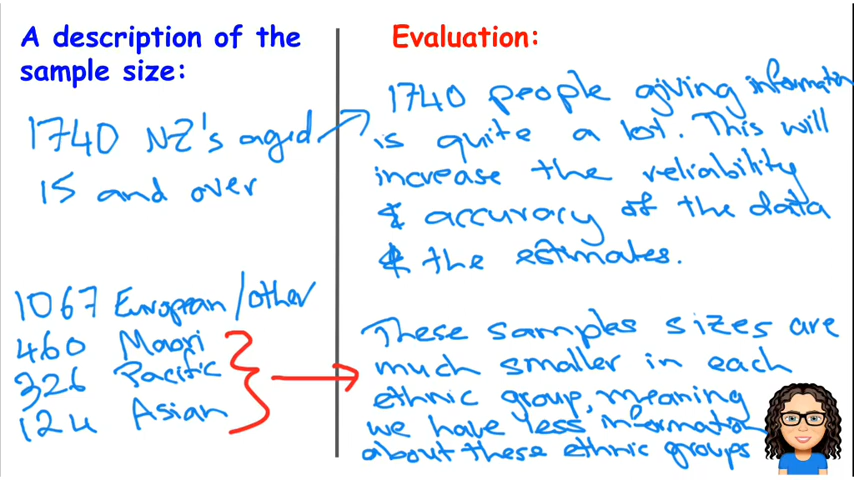 A description of the
sample size:
1740 NZ's aged
15 and over
1067 European/other
460 Maori
326 Pacific
124 Asian
Evaluation:
1740 people giving information
is quite a lot. This will
increase the reliability
& accuracy of the data
& the estimates.
These samples sizes are
much smaller in each
ethnic group, meaning
we have less information
about these ethnic groups